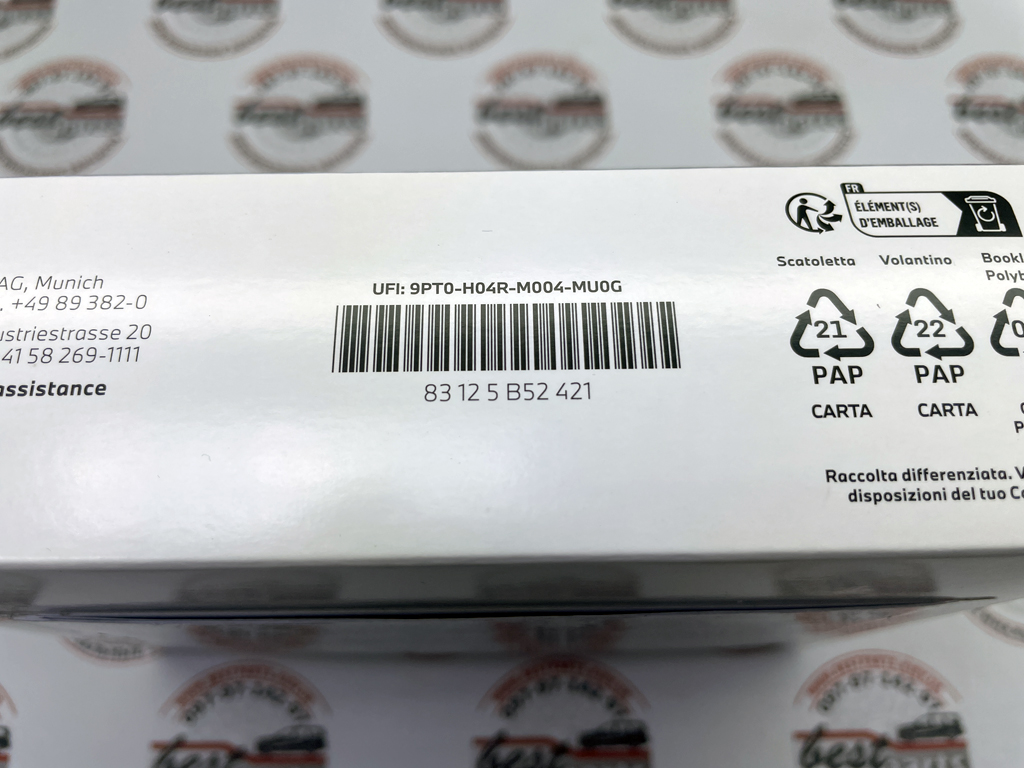 AG, Munich
. +49 89 382-0
ustriestrasse 20
41 58 269-1111
assistance
UFI: 9PT0-H04R-M004-MU0G
83 12 5 B52 421
FR
ÉLÉMENT(S)
D'EMBALLAGE
Scatoletta
Volantino
21
22
PAP
PAP
CARTA
CARTA
Raccolta differenziata.
disposizioni del tuo
best